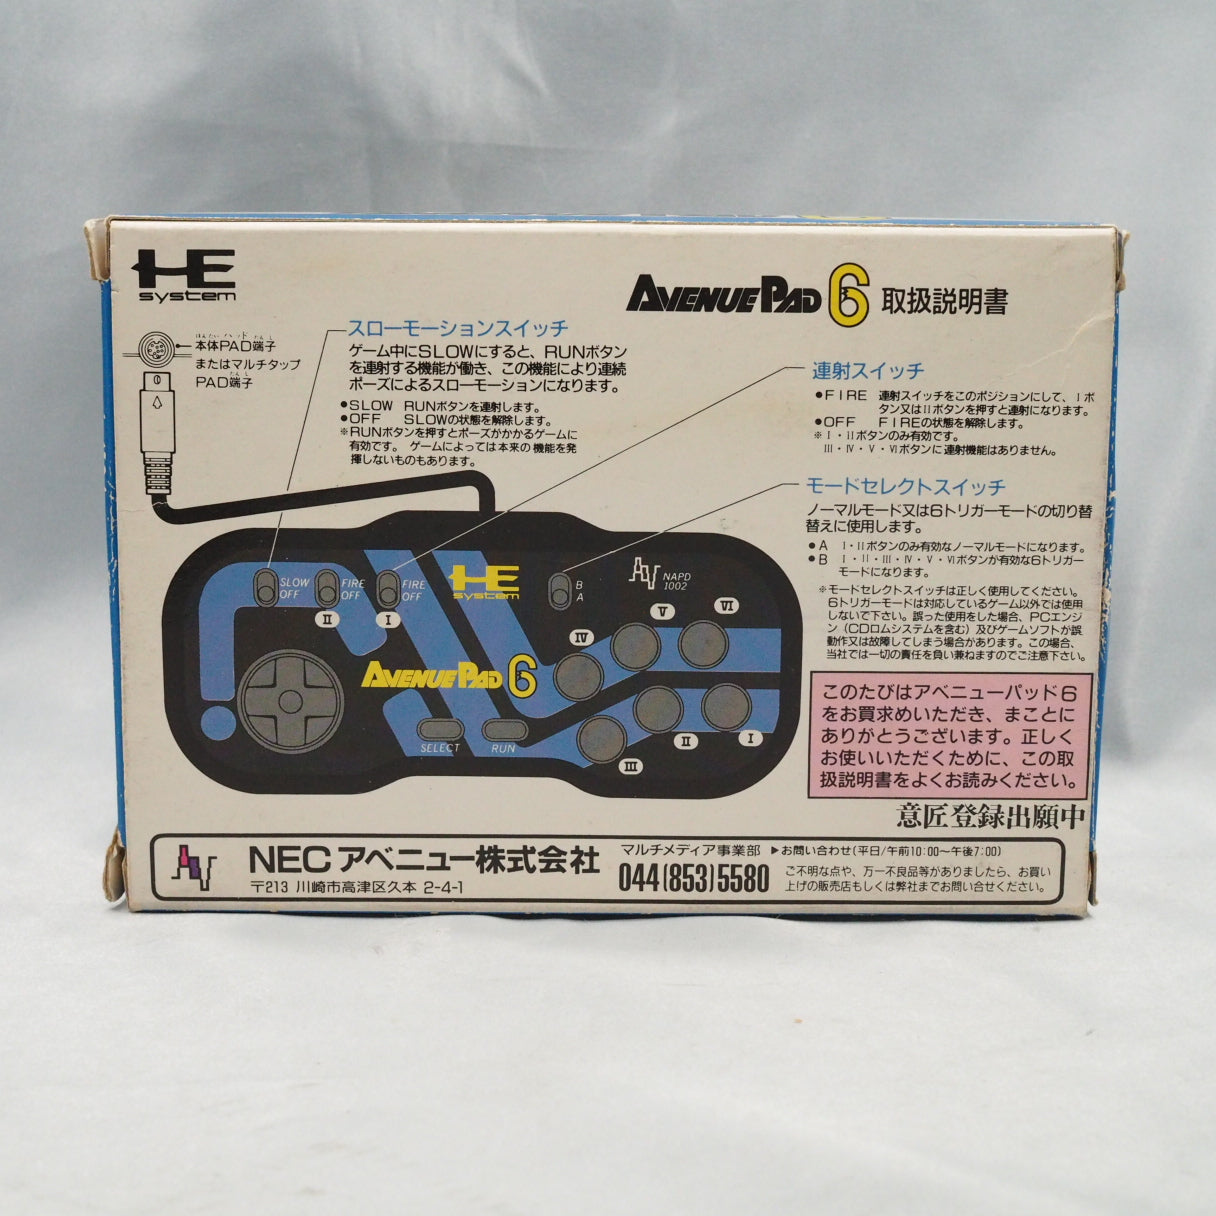 HE
system
AVENUE PAD 6 取扱説明書
本体PAD端子
またはマルチタップ
PAD端子
スローモーションスイッチ
ゲーム中にSLOWにすると、RUNボタン
を連射する機能が働き、この機能により連続
ポーズによるスローモーションになります。
●SLOW RUNボタンを連射します。
●OFF SLOWの状態を解除します。
※RUNボタンを押すとポーズがかかるゲームに
有効です。ゲームによっては本来の機能を発
揮しないものもあります。
連射スイッチ
●FIRE 連射スイッチをこのポジションにして、Iボ
タン又はIIボタンを押すと連射になります。
●OFF FIREの状態を解除します。
※I・IIボタンのみ有効です。
III・IV・V・VIボタンに連射機能はありません。
モードセレクトスイッチ
ノーマルモード又は6トリガーモードの切り替
替えに使用します。
●A I・IIボタンのみ有効なノーマルモードになります。
●B I・II・III・IV・V・VIボタンが有効な6トリガー
モードになります。
※モードセレクトスイッチは正しく使用してください。
6トリガーモードは対応しているゲーム以外では使用
しないで下さい。誤った使用をした場合、PCエンジ
ン(CDロムシステムを含む)及びゲームソフトが誤
動作又は故障してしまう場合があります。この場合、
当社では一切の責任を負い兼ねますのでご注意下さい。
SLOW
OFF
FIRE
OFF
II
FIRE
OFF
I
HE
system
B
A
NAPD
1002
AVENUE PAD 6
IV
V
VI
SELECT
RUN
III
II
I
このたびはアベニューパッド6
をお買求めいただき、まことに
ありがとうございます。正しく
お使いいただくために、この取
扱説明書をよくお読みください。
意匠登録出願中
NECアベニュー株式会社
〒213 川崎市高津区久本 2-4-1
マルチメディア事業部
044(853)5580
▶お問い合わせ(平日/午前10:00〜午後7:00)
ご不明な点や、万一不良品等がありましたら、お買い
上げの販売店もしくは弊社までお問い合せください。